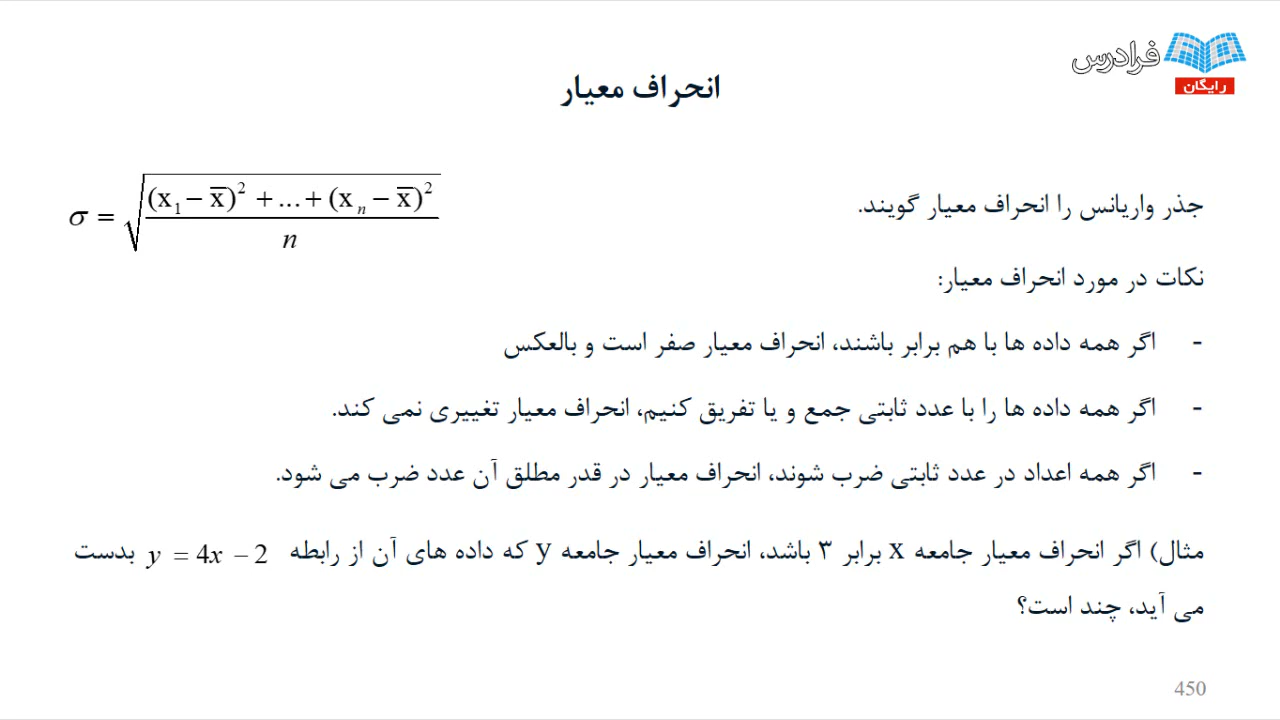 فرادرس
رایگان
انحراف معیار
جذر واریانس را انحراف معیار گویند.
σ = √((x₁ − x̅)² + ... + (xₙ − x̅)² / n)
نکات در مورد انحراف معیار:
- اگر همه داده ها با هم برابر باشند، انحراف معیار صفر است و بالعکس
- اگر همه داده ها را با عدد ثابتی جمع و یا تفریق کنیم، انحراف معیار تغییری نمی کند.
- اگر همه اعداد در عدد ثابتی ضرب شوند، انحراف معیار در قدر مطلق آن عدد ضرب می شود.
مثال) اگر انحراف معیار جامعه x برابر ۳ باشد، انحراف معیار جامعه y که داده های آن از رابطه y = 4x − 2 بدست
می آید، چند است؟
450